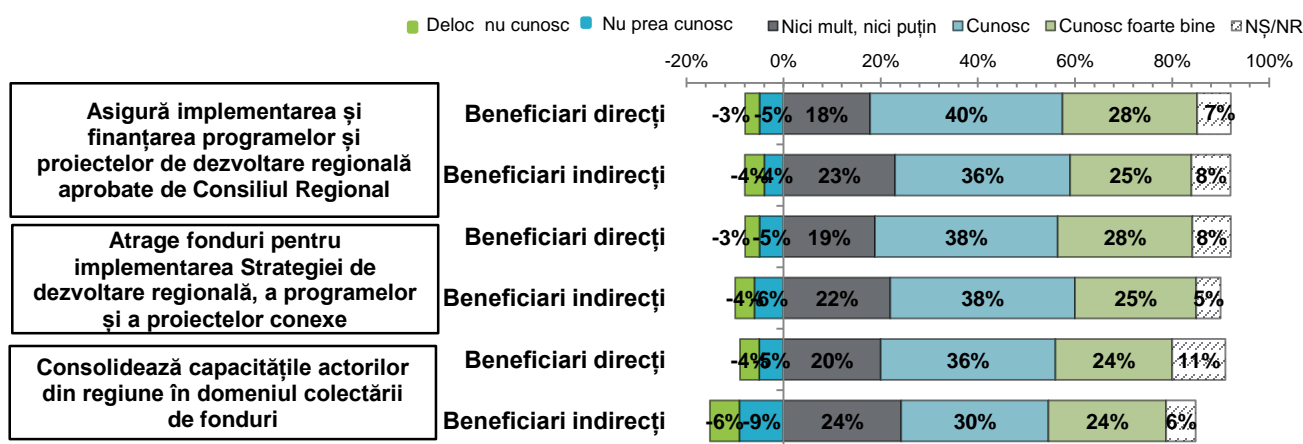 Deloc nu cunosc Nu prea cunosc Nici mult, nici puțin Cunosc Cunosc foarte bine NȘ/NR
-20% 0% 20% 40% 60% 80% 100%
Asigură implementarea și
finanțarea programelor și
proiectelor de dezvoltare regională
aprobate de Consiliul Regional
Beneficiari direcți -3% -5% 18% 40% 28% 7%
Beneficiari indirecți -4% -4% 23% 36% 25% 8%
Atrage fonduri pentru
implementarea Strategiei de
dezvoltare regională, a programelor
și a proiectelor conexe
Beneficiari direcți -3% -5% 19% 38% 28% 8%
Beneficiari indirecți -4% -6% 22% 38% 25% 5%
Consolidează capacitățile actorilor
din regiune în domeniul colectării
de fonduri
Beneficiari direcți -4% -5% 20% 36% 24% 11%
Beneficiari indirecți -6% -9% 24% 30% 24% 6%